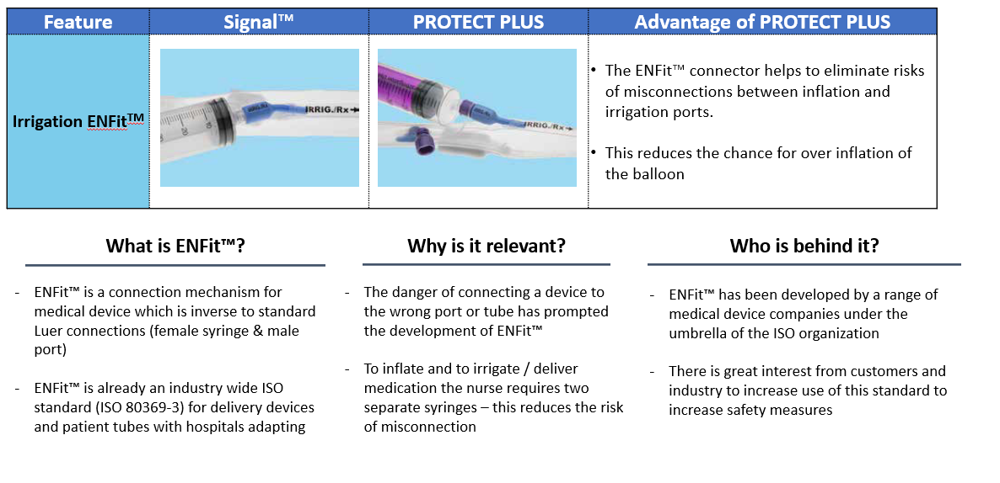 Feature
Signal™
PROTECT PLUS
Advantage of PROTECT PLUS
Irrigation ENFit™
IRRIG./Rx
20
10
IRRIG./Rx
• The ENFit™ connector helps to eliminate risks
of misconnections between inflation and
irrigation ports.
• This reduces the chance for over inflation of
the balloon
What is ENFit™?
- ENFit™ is a connection mechanism for
medical device which is inverse to standard
Luer connections (female syringe & male
port)
- ENFit™ is already an industry wide ISO
standard (ISO 80369-3) for delivery devices
and patient tubes with hospitals adapting
Why is it relevant?
- The danger of connecting a device to
the wrong port or tube has prompted
the development of ENFit™
- To inflate and to irrigate / deliver
medication the nurse requires two
separate syringes – this reduces the risk
of misconnection
Who is behind it?
- ENFit™ has been developed by a range of
medical device companies under the
umbrella of the ISO organization
- There is great interest from customers and
industry to increase use of this standard to
increase safety measures